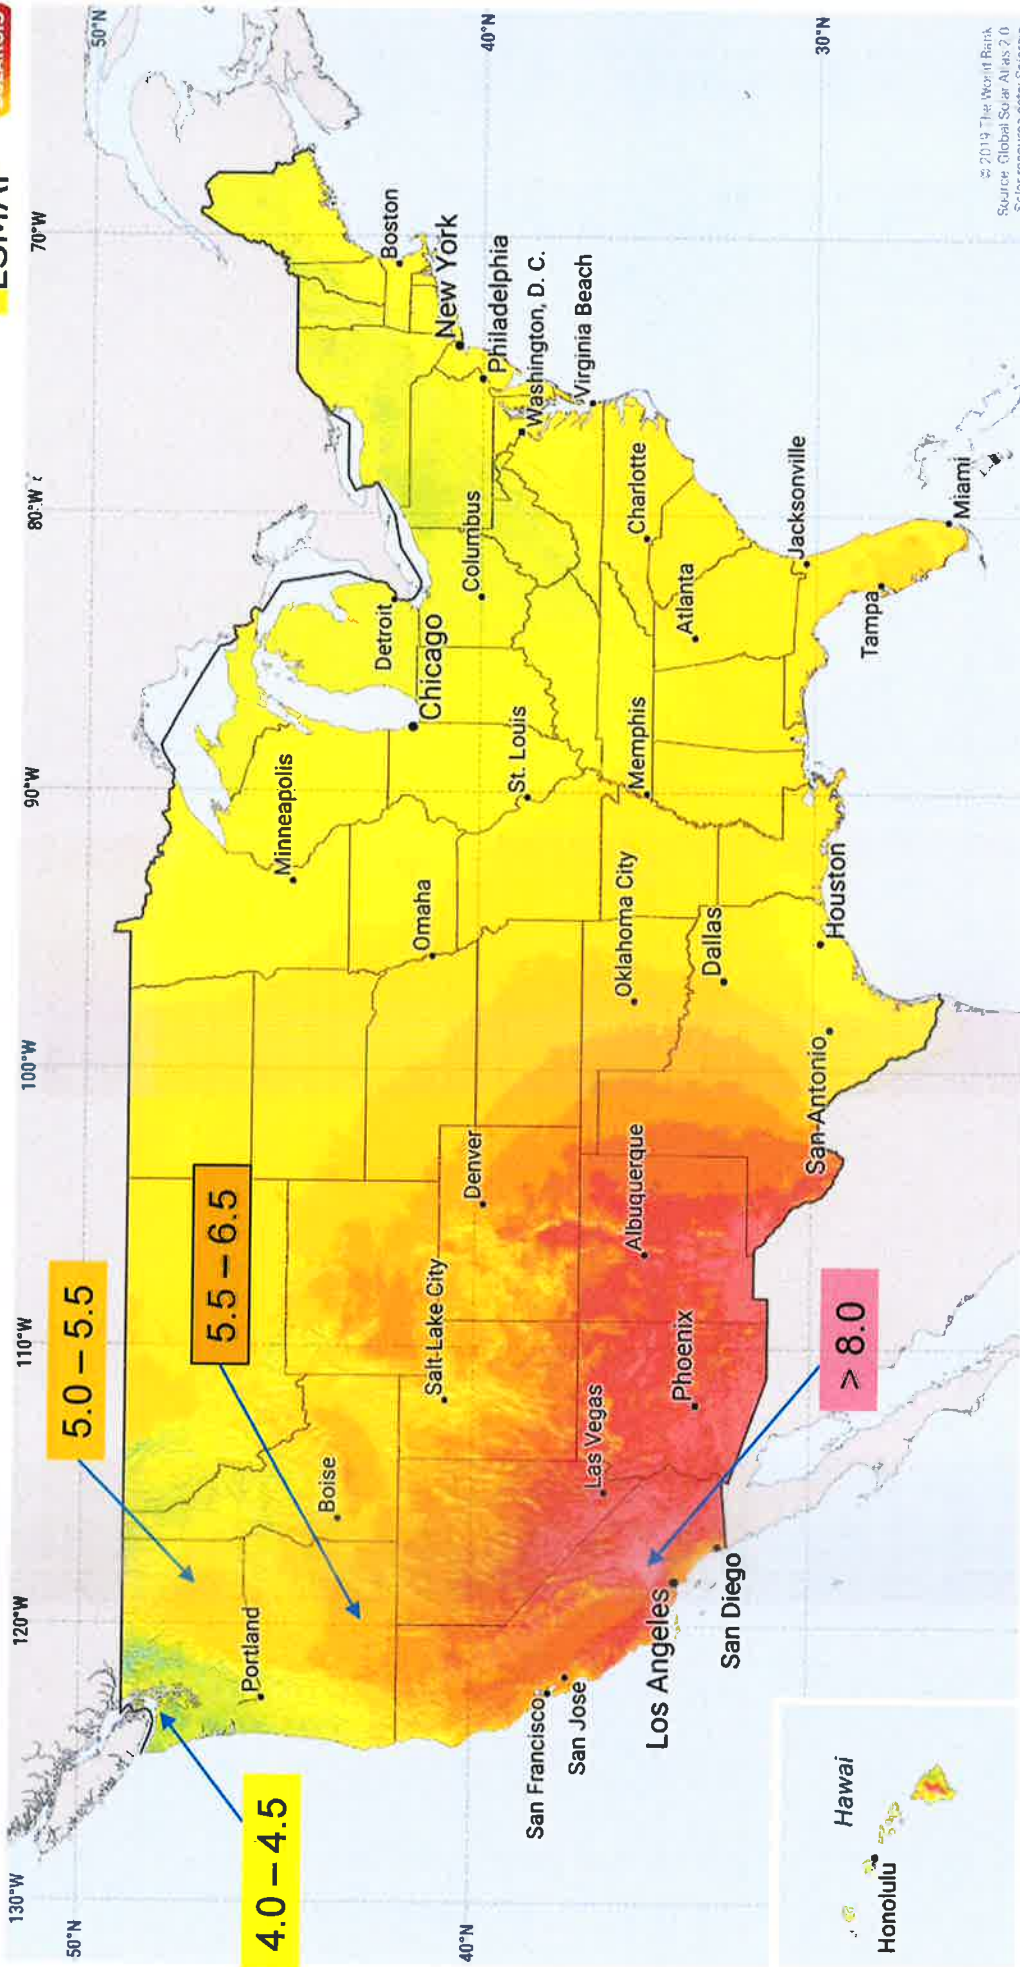 ESMAP
130°W
120°W
110°W
100°W
90°W
80°W
70°W
50°N
50°N
40°N
40°N
30°N
4.0 – 4.5
5.0 – 5.5
5.5 – 6.5
> 8.0
Portland
Boise
Minneapolis
Detroit
Boston
New York
Chicago
Philadelphia
Salt Lake City
Denver
Omaha
Columbus
Washington, D. C.
San Francisco
San Jose
Las Vegas
St. Louis
Virginia Beach
Los Angeles
Phoenix
Albuquerque
Oklahoma City
Memphis
Charlotte
San Diego
Dallas
Atlanta
San Antonio
Houston
Jacksonville
Tampa
Miami
Hawai
Honolulu
© 2019 The World Bank
Source: Global Solar Atlas 2.0